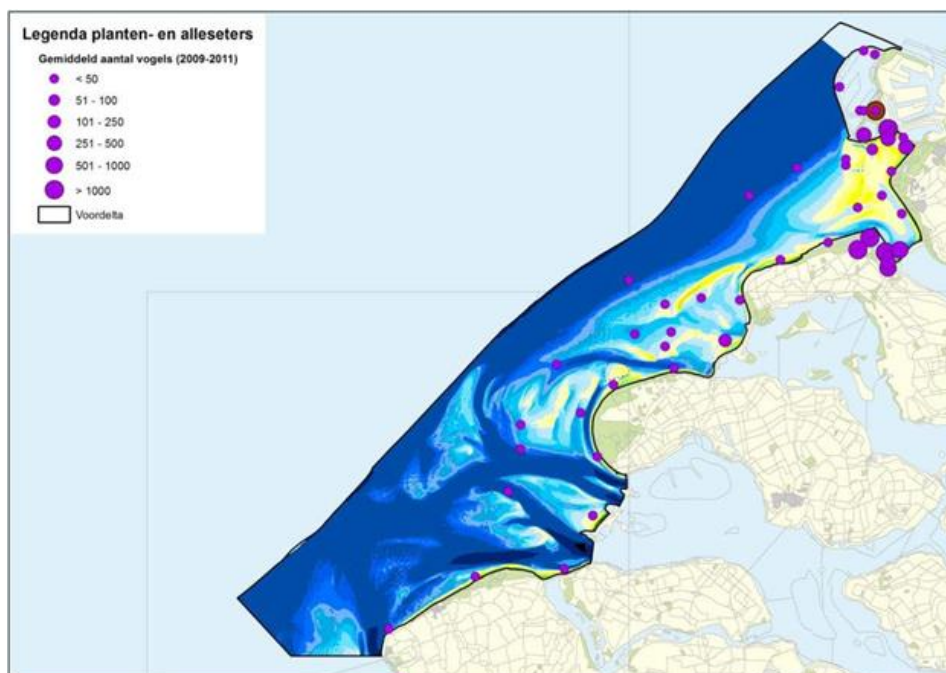 Legenda planten- en alleseters
Gemiddeld aantal vogels (2009-2011)
< 50
51 - 100
101 - 250
251 - 500
501 - 1000
> 1000
Voordelta